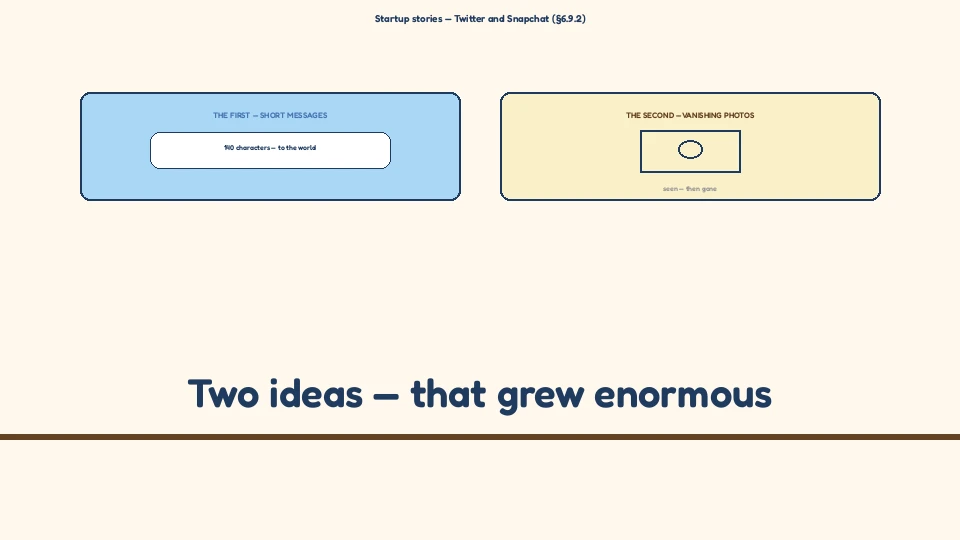 Startup stories — Twitter and Snapchat (§6.9.2)
THE FIRST — SHORT MESSAGES
140 characters — to the world
THE SECOND — VANISHING PHOTOS
seen — then gone
Two ideas — that grew enormous